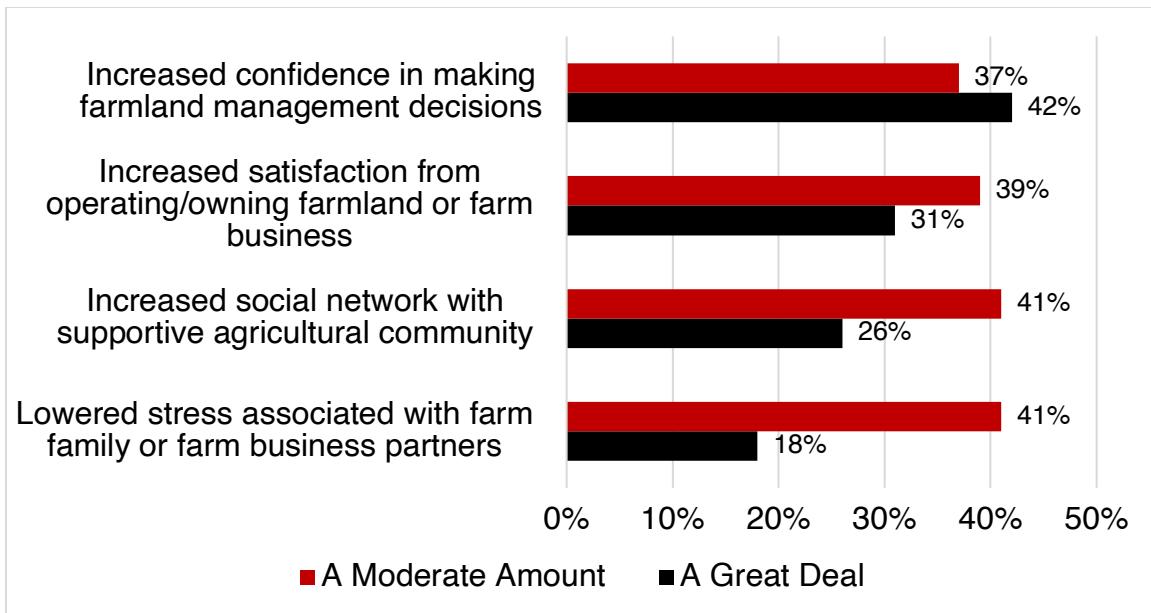 Increased confidence in making
farmland management decisions
37%
42%
Increased satisfaction from
operating/owning farmland or farm
business
39%
31%
Increased social network with
supportive agricultural community
41%
26%
Lowered stress associated with farm
family or farm business partners
41%
18%
0% 10% 20% 30% 40% 50%
A Moderate Amount A Great Deal